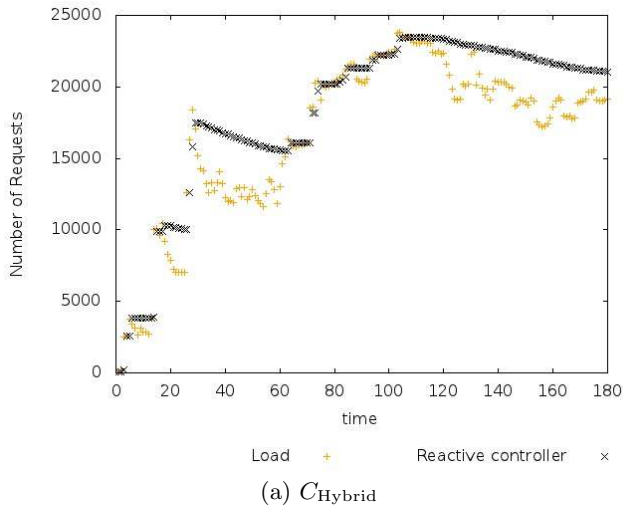 25000
20000
15000
10000
5000
0
Number of Requests
0 20 40 60 80 100 120 140 160 180
time
Load + Reactive controller ×
(a) C_Hybrid